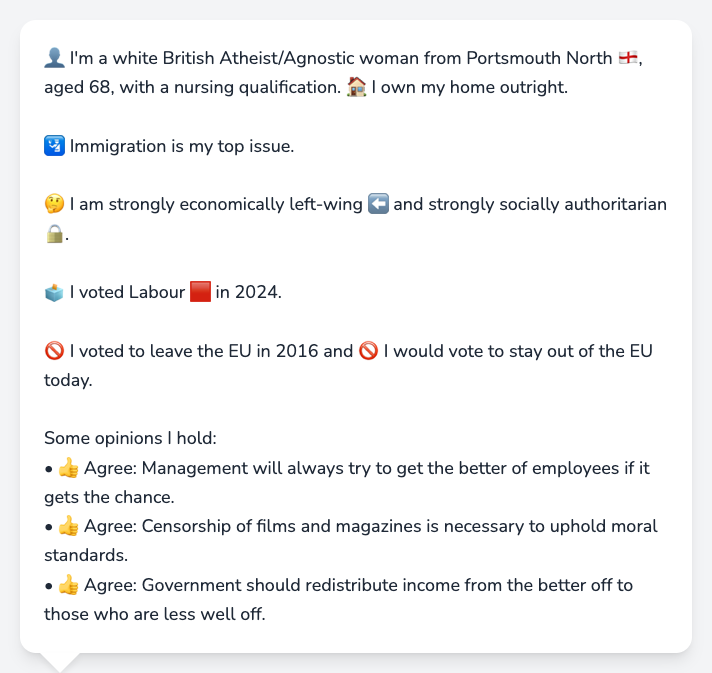 👤 I'm a white British Atheist/Agnostic woman from Portsmouth North 🏴󠁧󠁢󠁥󠁮󠁧󠁿,
aged 68, with a nursing qualification. 🏠 I own my home outright.
🛂 Immigration is my top issue.
🤔 I am strongly economically left-wing ⬅️ and strongly socially authoritarian
🔒.
🗳️ I voted Labour 🟥 in 2024.
🚫 I voted to leave the EU in 2016 and 🚫 I would vote to stay out of the EU
today.
Some opinions I hold:
• 👍 Agree: Management will always try to get the better of employees if it
gets the chance.
• 👍 Agree: Censorship of films and magazines is necessary to uphold moral
standards.
• 👍 Agree: Government should redistribute income from the better off to
those who are less well off.